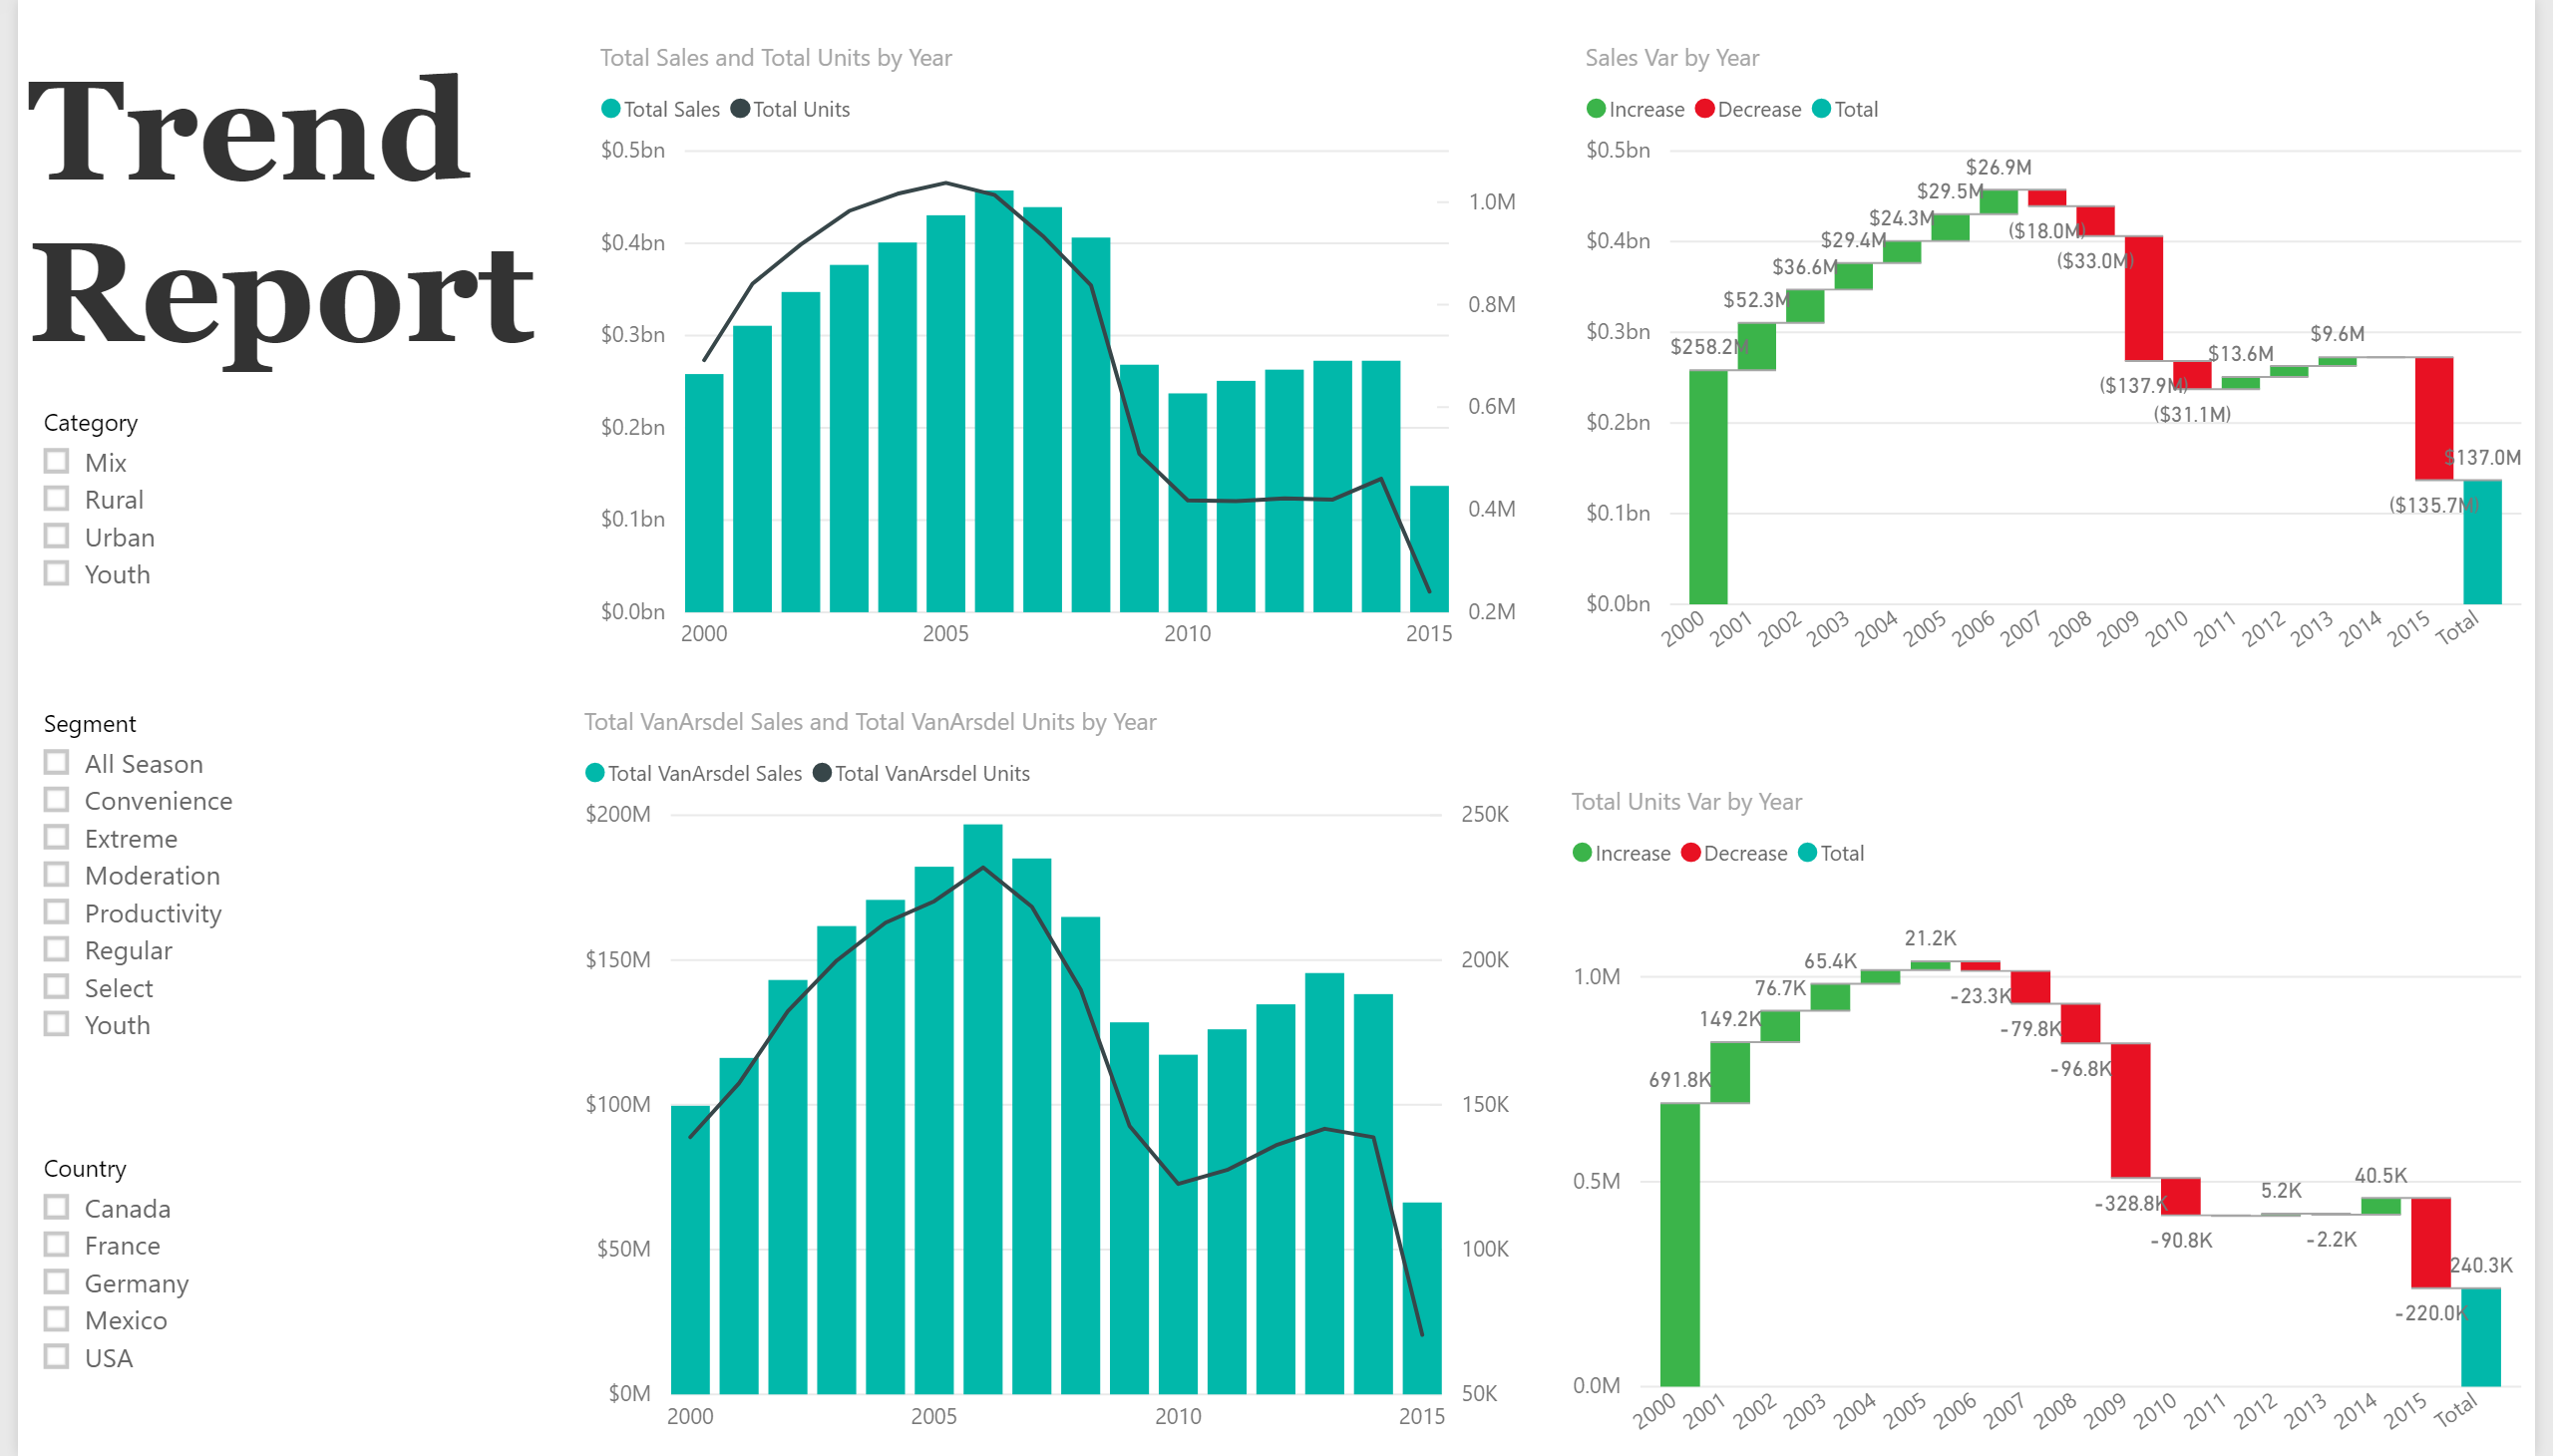 Trend
Report
Category
Mix
Rural
Urban
Youth
Segment
All Season
Convenience
Extreme
Moderation
Productivity
Regular
Select
Youth
Country
Canada
France
Germany
Mexico
USA
Total Sales and Total Units by Year
Total Sales Total Units
$0.5bn
$0.4bn
$0.3bn
$0.2bn
$0.1bn
$0.0bn
1.0M
0.8M
0.6M
0.4M
0.2M
2000 2005 2010 2015
Sales Var by Year
Increase Decrease Total
$0.5bn
$0.4bn
$0.3bn
$0.2bn
$0.1bn
$0.0bn
$258.2M
$52.3M
$36.6M
$29.4M
$24.3M
$29.5M
$26.9M
($18.0M)
($33.0M)
($137.9M)
($31.1M)
$13.6M
$9.6M
($135.7M)
$137.0M
2000 2001 2002 2003 2004 2005 2006 2007 2008 2009 2010 2011 2012 2013 2014 2015 Total
Total VanArsdel Sales and Total VanArsdel Units by Year
Total VanArsdel Sales Total VanArsdel Units
$200M
$150M
$100M
$50M
$0M
250K
200K
150K
100K
50K
2000 2005 2010 2015
Total Units Var by Year
Increase Decrease Total
1.0M
0.5M
0.0M
691.8K
149.2K
76.7K
65.4K
21.2K
-23.3K
-79.8K
-96.8K
-328.8K
-90.8K
5.2K
-2.2K
40.5K
-220.0K
240.3K
2000 2001 2002 2003 2004 2005 2006 2007 2008 2009 2010 2011 2012 2013 2014 2015 Total